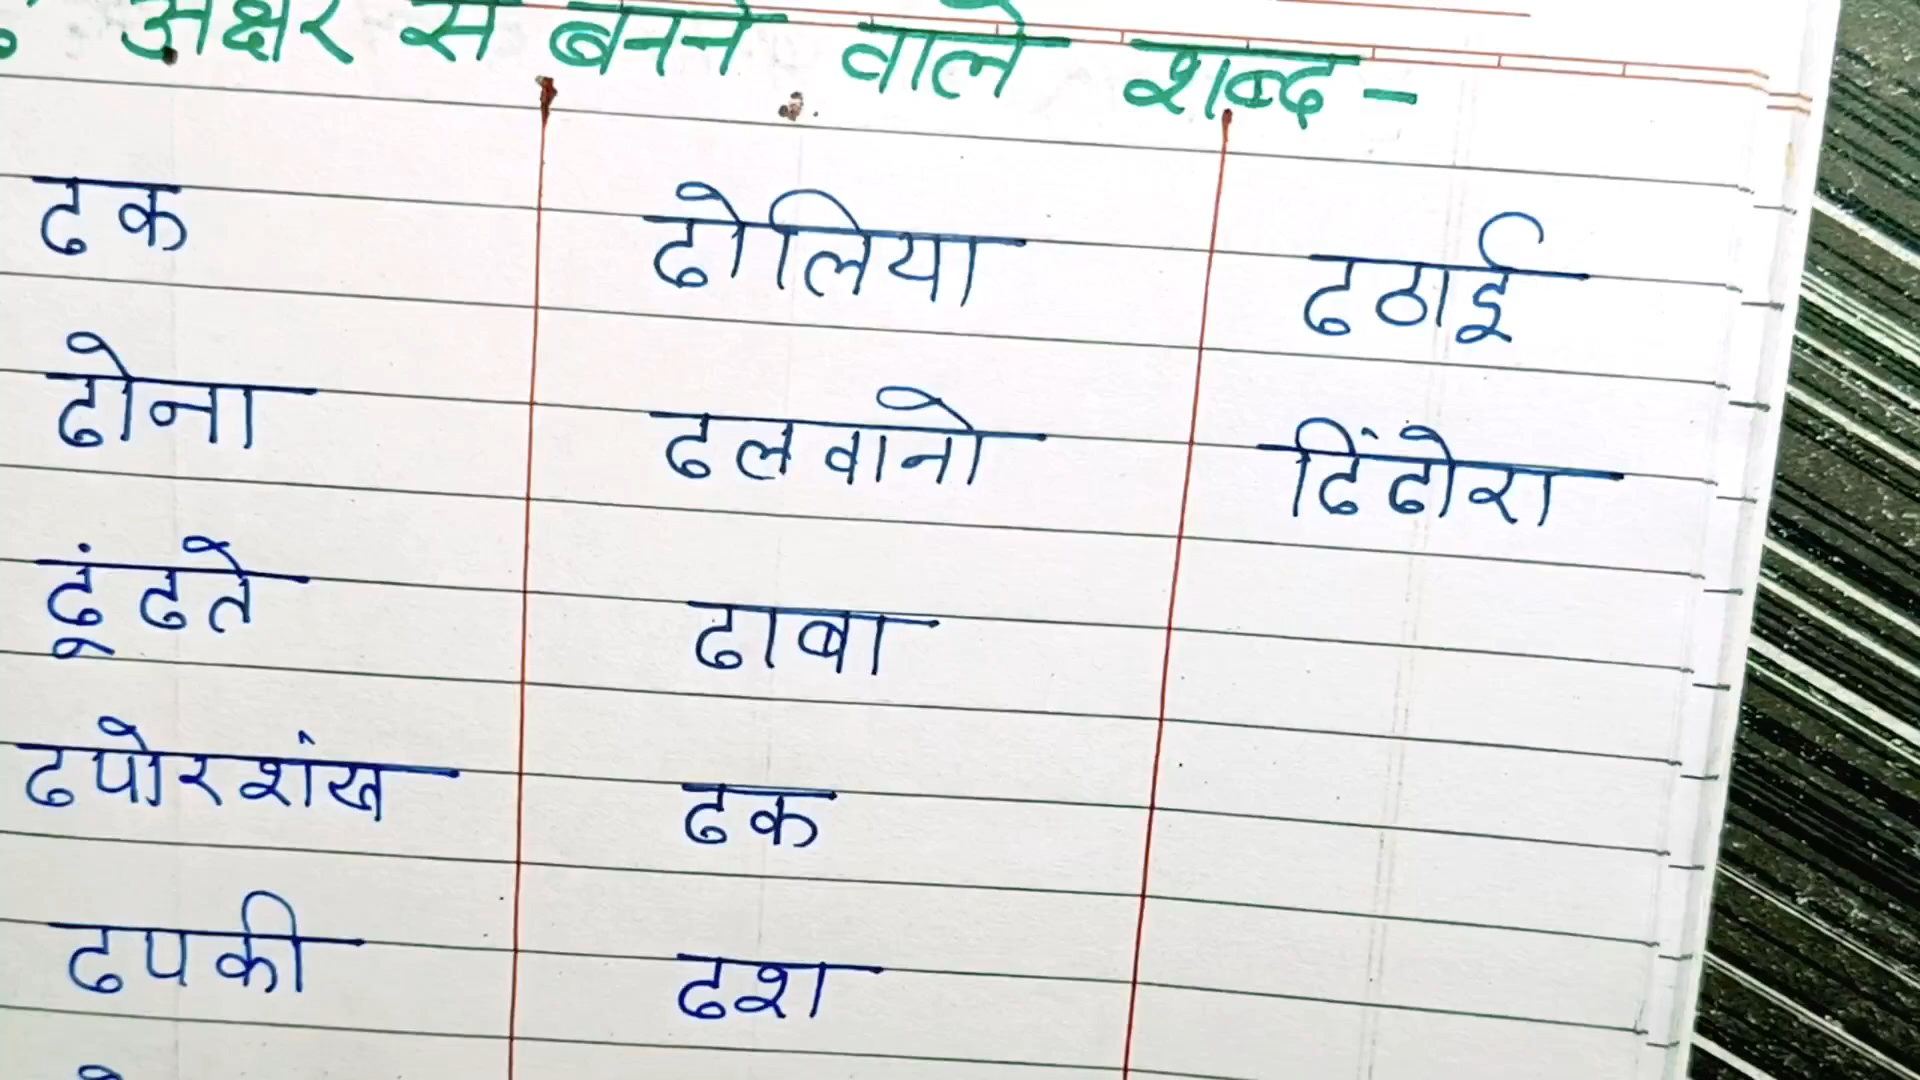 अक्षर से बनने वाले शब्द -
ढक ढोलिया ढठाई
ढोना ढलवानो ढिंढोरा
ढूंढते ढाबा
ढपोरशंख ढक
ढपकी ढश